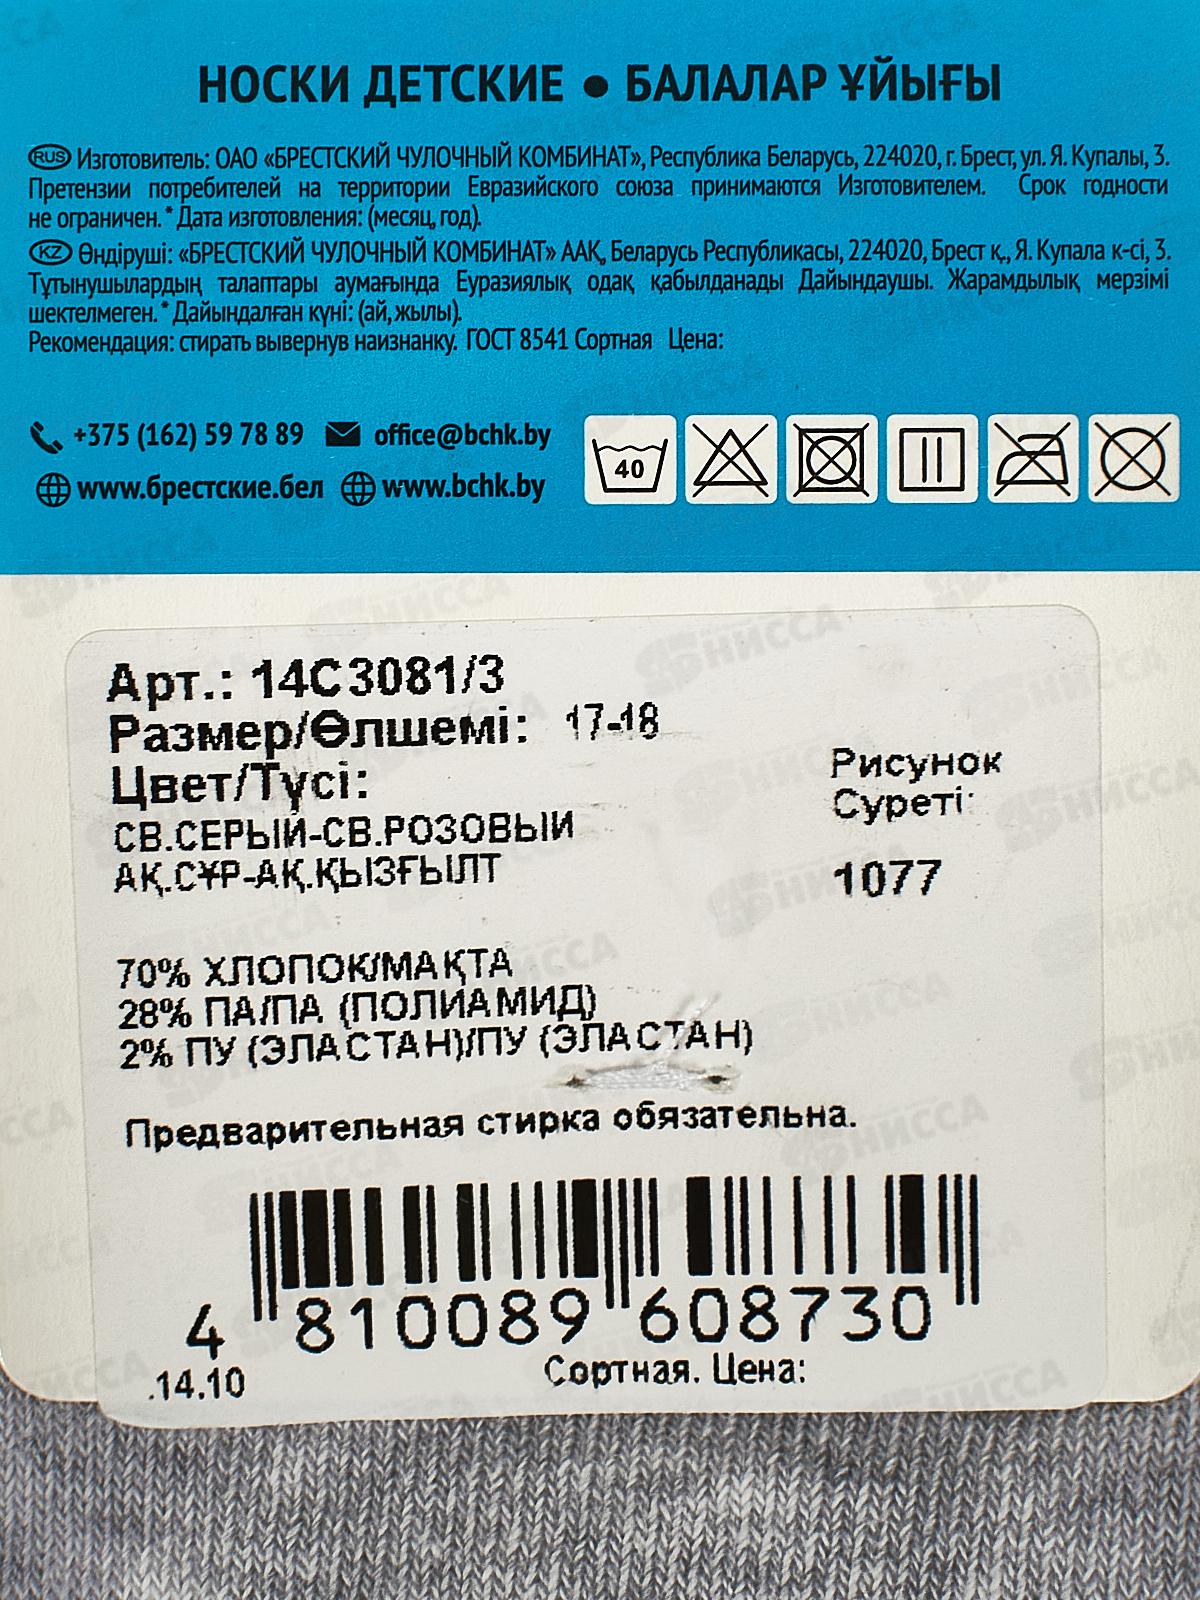 НОСКИ ДЕТСКИЕ ● БАЛАЛАР ҰЙЫҒЫ
RUS Изготовитель: ОАО «БРЕСТСКИЙ ЧУЛОЧНЫЙ КОМБИНАТ», Республика Беларусь, 224020, г. Брест, ул. Я. Купалы, 3.
Претензии потребителей на территории Евразийского союза принимаются Изготовителем. Срок годности
не ограничен. * Дата изготовления: (месяц, год).
KZ Өндіруші: «БРЕСТСКИЙ ЧУЛОЧНЫЙ КОМБИНАТ» ААҚ, Беларусь Республикасы, 224020, Брест қ., Я. Купала к-сі, 3.
Тұтынушылардың талаптары аумағында Еуразиялық одақ қабылданады Дайындаушы. Жарамдылық мерзімі
шектелмеген. * Дайындалған күні: (ай, жылы).
Рекомендация: стирать вывернув наизнанку. ГОСТ 8541 Сортная Цена:
+375 (162) 59 78 89 office@bchk.by
www.брестские.бел www.bchk.by
40
Арт.: 14С3081/3
Размер/Өлшемі: 17-18
Цвет/Түсі:
СВ.СЕРЫЙ-СВ.РОЗОВЫЙ
АҚ.СҰР-АҚ.ҚЫЗҒЫЛТ
Рисунок
Суреті:
1077
70% ХЛОПОК/МАҚТА
28% ПА/ПА (ПОЛИАМИД)
2% ПУ (ЭЛАСТАН)/ПУ (ЭЛАСТАН)
Предварительная стирка обязательна.
4 810089 608730
.14.10
Сортная. Цена:
НИССА